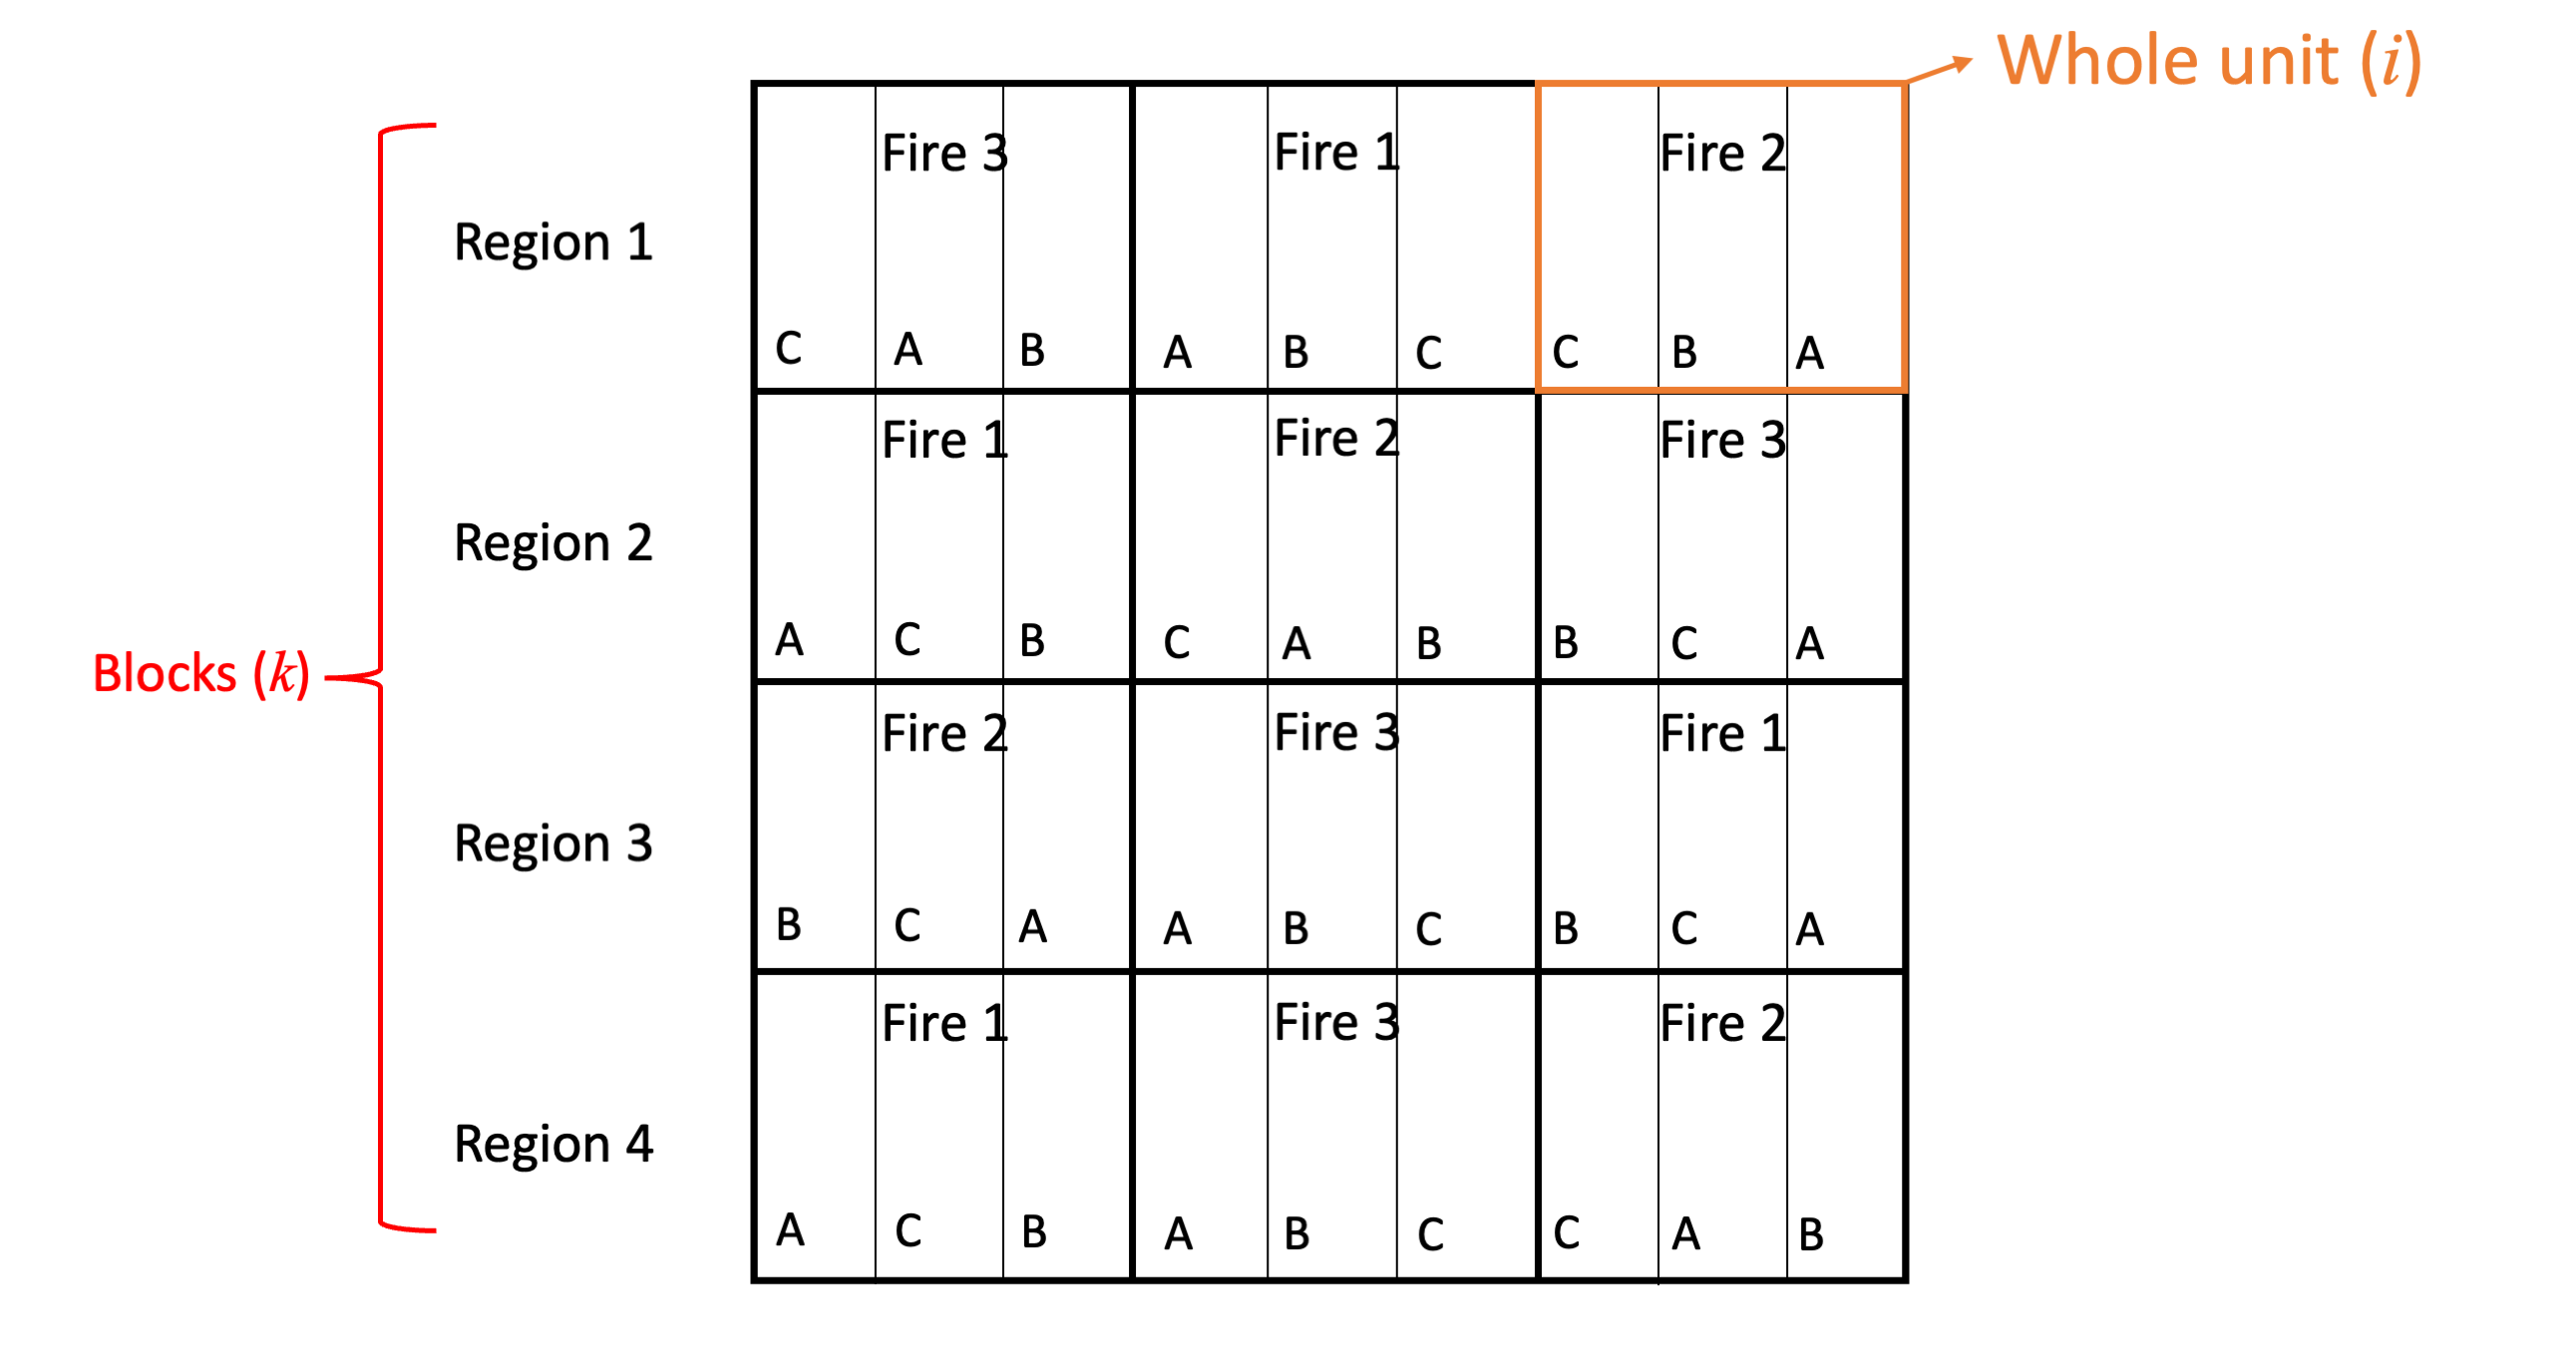 Whole unit (i)
Fire 3 Fire 1 Fire 2
Region 1
C A B A B C C B A
Fire 1 Fire 2 Fire 3
Region 2
A C B C A B B C A
Blocks (k)
Fire 2 Fire 3 Fire 1
Region 3
B C A A B C B C A
Fire 1 Fire 3 Fire 2
Region 4
A C B A B C C A B